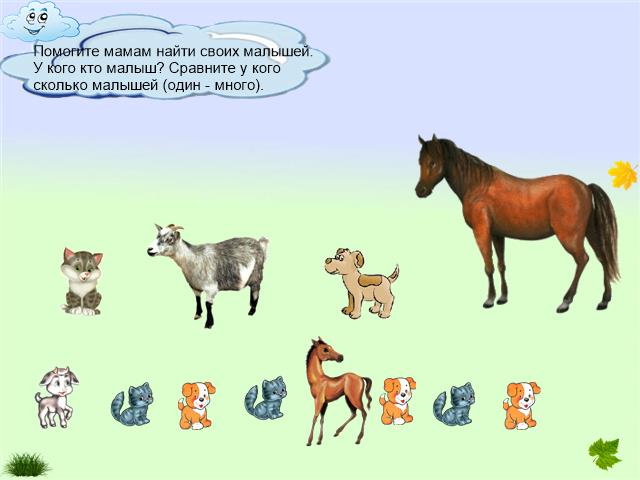 Помогите мамам найти своих малышей.
У кого кто малыш? Сравните у кого
сколько малышей (один - много).